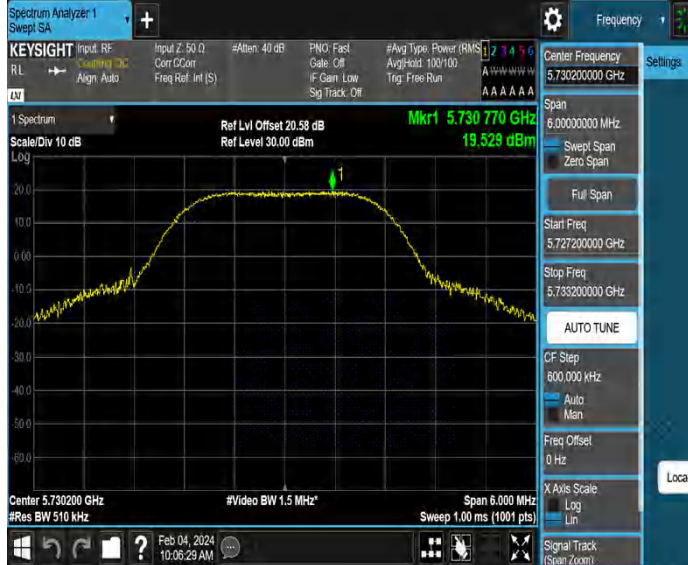 Spectrum Analyzer 1
Swept SA
+
Frequency
KEYSIGHT
RL
Input: RF
Coupling: DC
Align: Auto
Input Z: 50 Ω
Corr CCorr
Freq Ref: Int (S)
#Atten: 40 dB
PNO: Fast
Gate: Off
IF Gain: Low
Sig Track: Off
#Avg Type: Power (RMS
Avg|Hold: 100/100
Trig: Free Run
1 2 3 4 5 6
A W W W W W
A A A A A A
LXI
1 Spectrum
Scale/Div 10 dB
Log
Ref Lvl Offset 20.58 dB
Ref Level 30.00 dBm
Mkr1 5.730 770 GHz
19.529 dBm
1
20.0
10.0
0.00
-10.0
-20.0
-30.0
-40.0
-50.0
-60.0
Center 5.730200 GHz
#Res BW 510 kHz
#Video BW 1.5 MHz*
Span 6.000 MHz
Sweep 1.00 ms (1001 pts)
?
Feb 04, 2024
10:06:29 AM
Center Frequency
5.730200000 GHz
Span
6.00000000 MHz
Swept Span
Zero Span
Full Span
Start Freq
5.727200000 GHz
Stop Freq
5.733200000 GHz
AUTO TUNE
CF Step
600.000 kHz
Auto
Man
Freq Offset
0 Hz
X Axis Scale
Log
Lin
Signal Track
(Span Zoom)
Settings
Loca